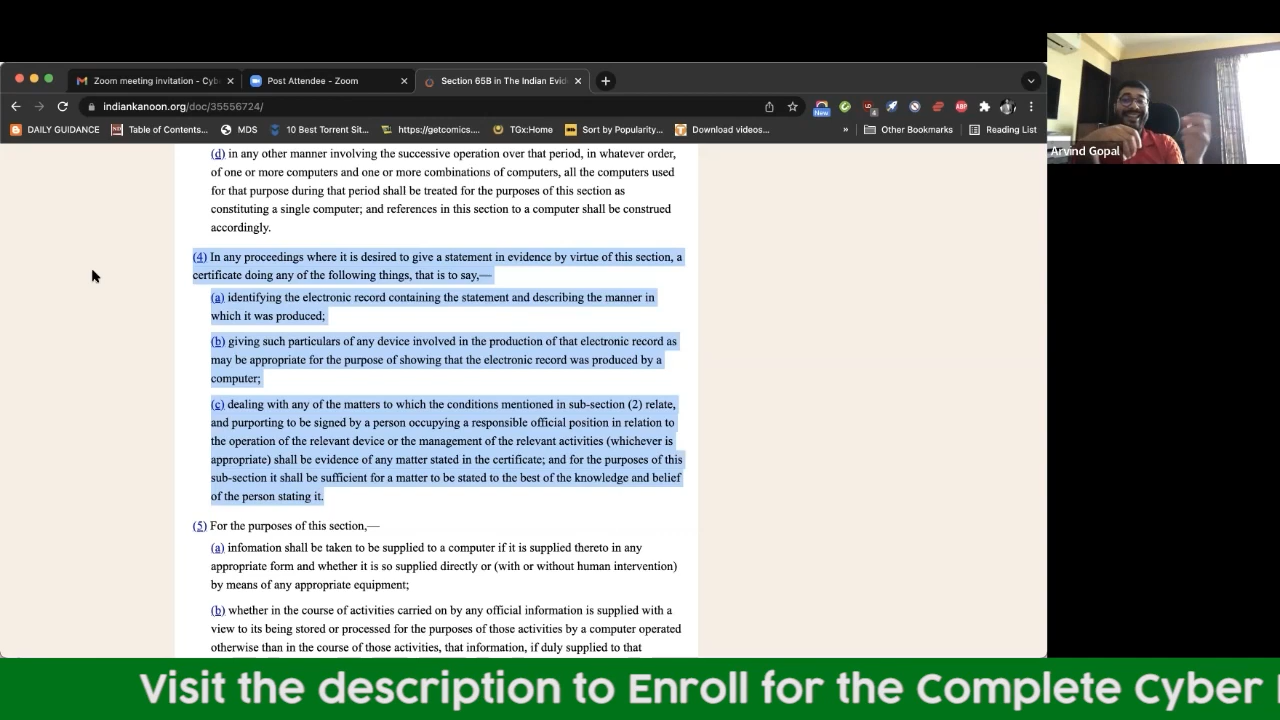 Zoom meeting invitation - Cyb
Post Attendee - Zoom
Section 65B in The Indian Evid
indiankanoon.org/doc/35556724/
New
4
ABP
DAILY GUIDANCE
Table of Contents...
MDS
10 Best Torrent Sit...
https://getcomics....
TGx:Home
Sort by Popularity...
Download videos...
»
Other Bookmarks
Reading List
Arvind Gopal
(d) in any other manner involving the successive operation over that period, in whatever order,
of one or more computers and one or more combinations of computers, all the computers used
for that purpose during that period shall be treated for the purposes of this section as
constituting a single computer; and references in this section to a computer shall be construed
accordingly.
(4) In any proceedings where it is desired to give a statement in evidence by virtue of this section, a
certificate doing any of the following things, that is to say,—
(a) identifying the electronic record containing the statement and describing the manner in
which it was produced;
(b) giving such particulars of any device involved in the production of that electronic record as
may be appropriate for the purpose of showing that the electronic record was produced by a
computer;
(c) dealing with any of the matters to which the conditions mentioned in sub-section (2) relate,
and purporting to be signed by a person occupying a responsible official position in relation to
the operation of the relevant device or the management of the relevant activities (whichever is
appropriate) shall be evidence of any matter stated in the certificate; and for the purposes of this
sub-section it shall be sufficient for a matter to be stated to the best of the knowledge and belief
of the person stating it.
(5) For the purposes of this section,—
(a) infomation shall be taken to be supplied to a computer if it is supplied thereto in any
appropriate form and whether it is so supplied directly or (with or without human intervention)
by means of any appropriate equipment;
(b) whether in the course of activities carried on by any official information is supplied with a
view to its being stored or processed for the purposes of those activities by a computer operated
otherwise than in the course of those activities, that information, if duly supplied to that
Visit the description to Enroll for the Complete Cyber